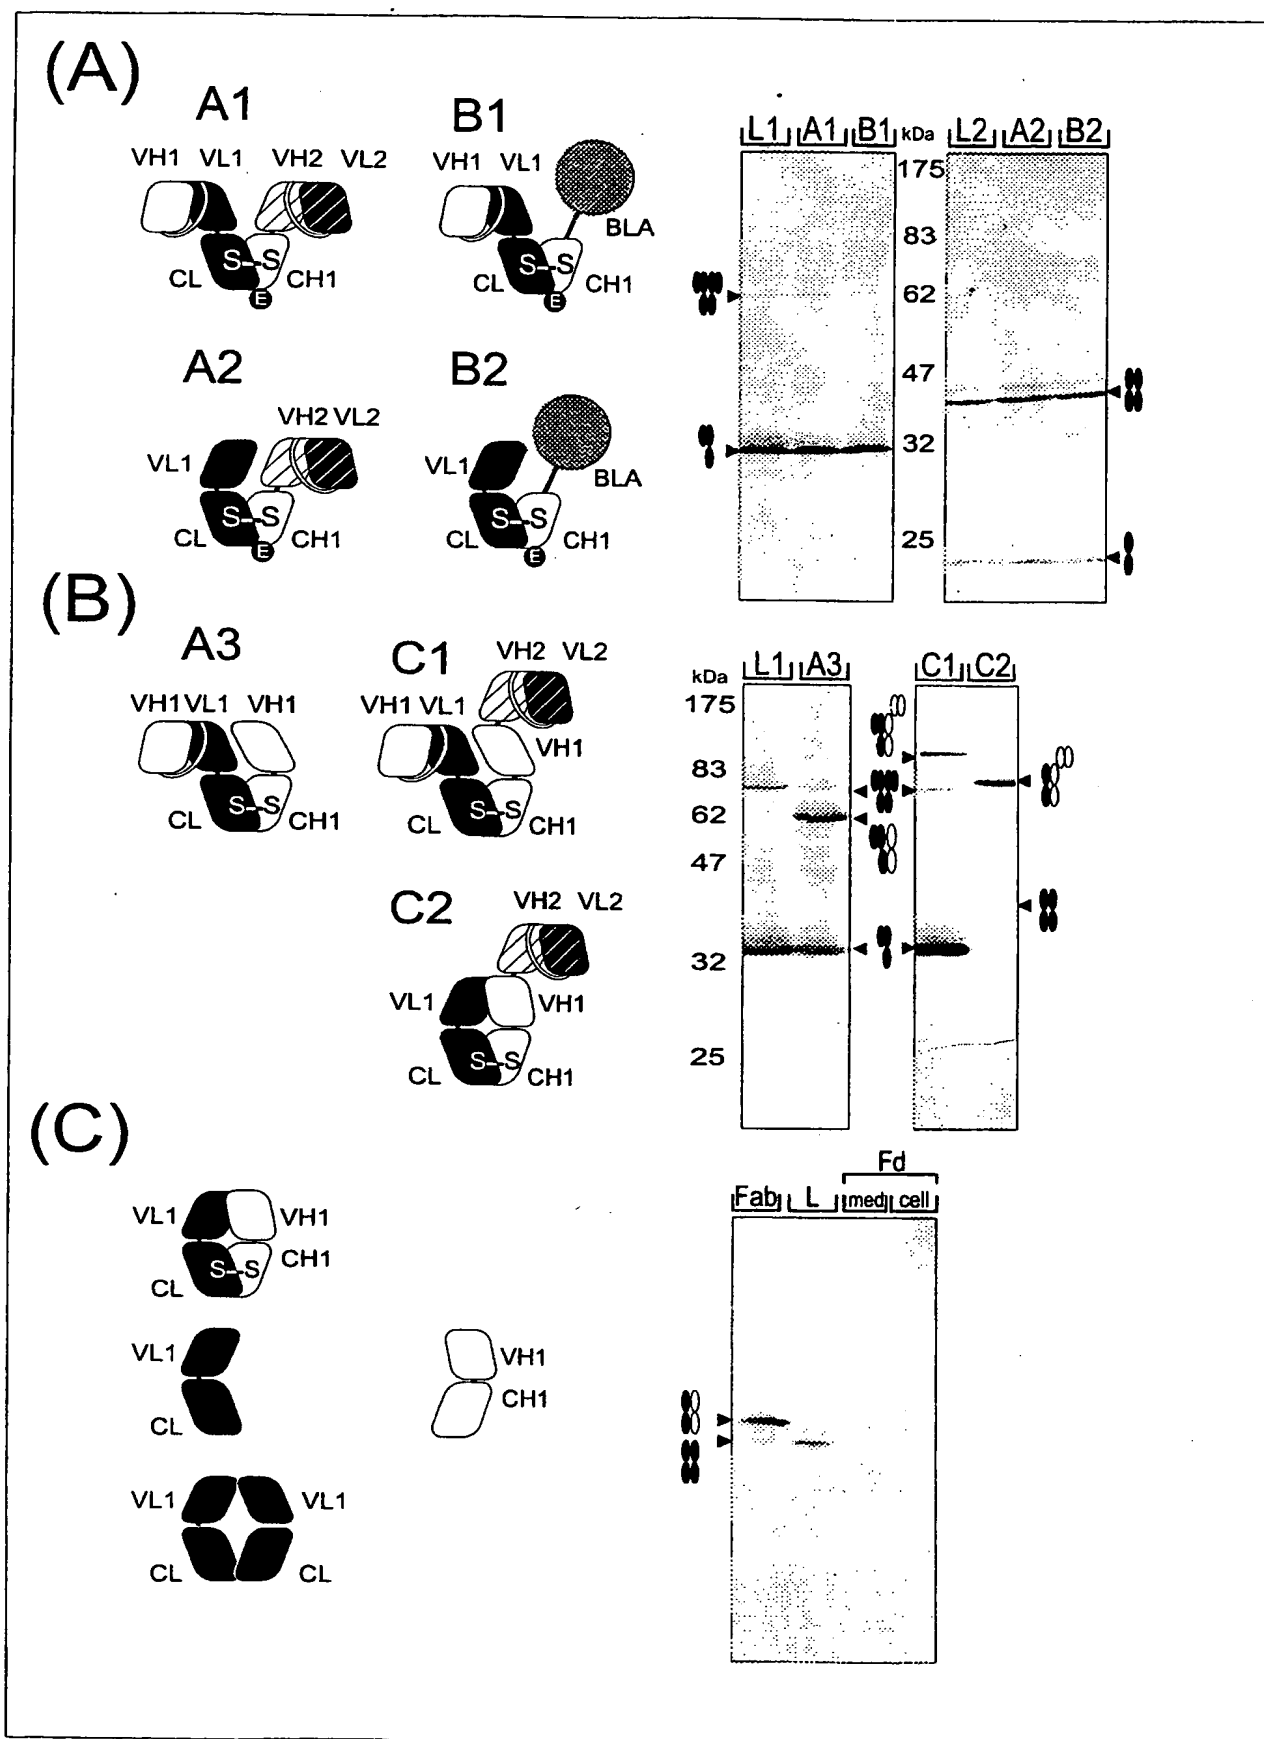 (A)
A1
B1
VH1 VL1 VH2 VL2
VH1 VL1
BLA
S-S
CL CH1
E
S-S
CL CH1
E
A2
B2
VH2 VL2
VL1
VL1
BLA
S-S
CL CH1
E
S-S
CL CH1
E
L1 A1 B1 kDa L2 A2 B2
175
83
62
47
32
25
(B)
A3
C1
VH2 VL2
VH1 VL1 VH1
VH1 VL1
VH1
S-S
CL CH1
S-S
CL CH1
C2
VH2 VL2
VL1 VH1
S-S
CL CH1
kDa L1 A3 C1 C2
175
83
62
47
32
25
(C)
VL1 VH1
S-S CH1
CL
VL1
CL
VH1
CH1
VL1 VL1
CL CL
Fd
Fab L med cell